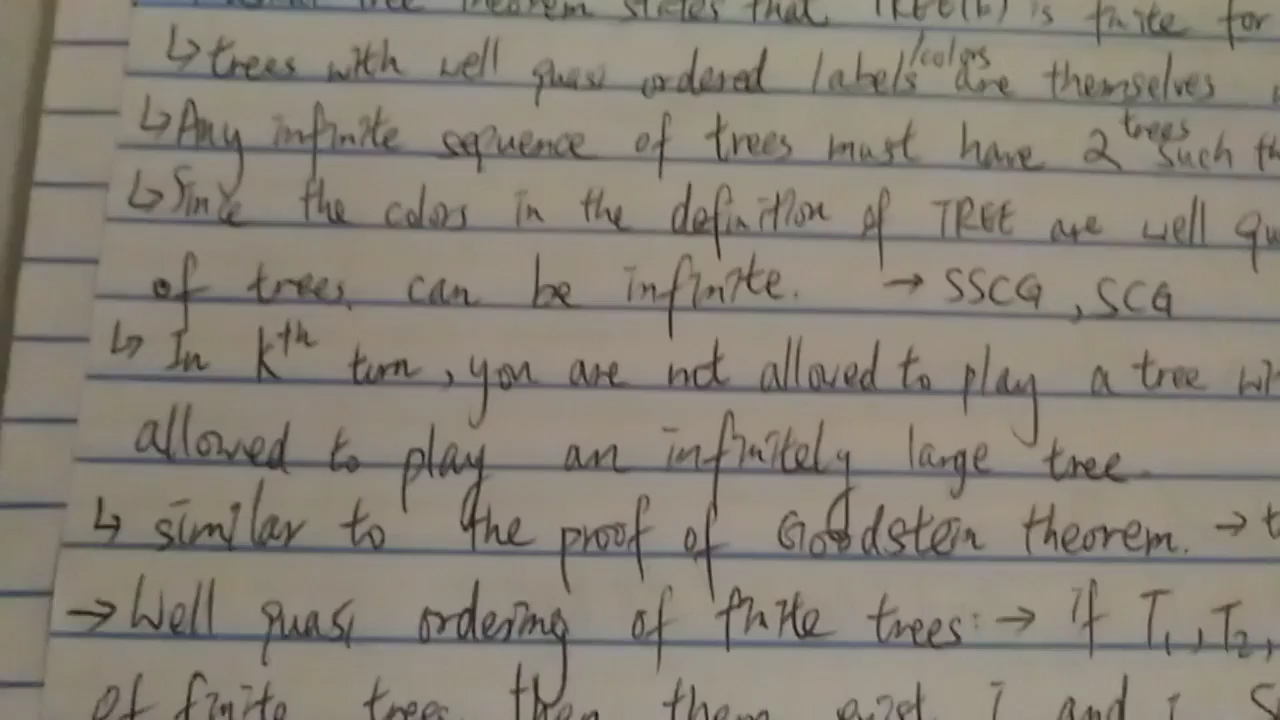 tree theorem states that TREE(k) is finite for
↳ trees with well quasi ordered labels/colors are themselves
↳ Any infinite sequence of trees must have 2 trees such th
↳ Since the colors in the definition of TREE are well qu
of trees can be infinite. → SSCG, SCG
↳ In kth turn, you are not allowed to play a tree wi
allowed to play an infinitely large tree
↳ similar to the proof of Goodstein theorem. → t
→ Well quasi ordering of finite trees: → if T1, T2,
of finite trees then there exist i and j